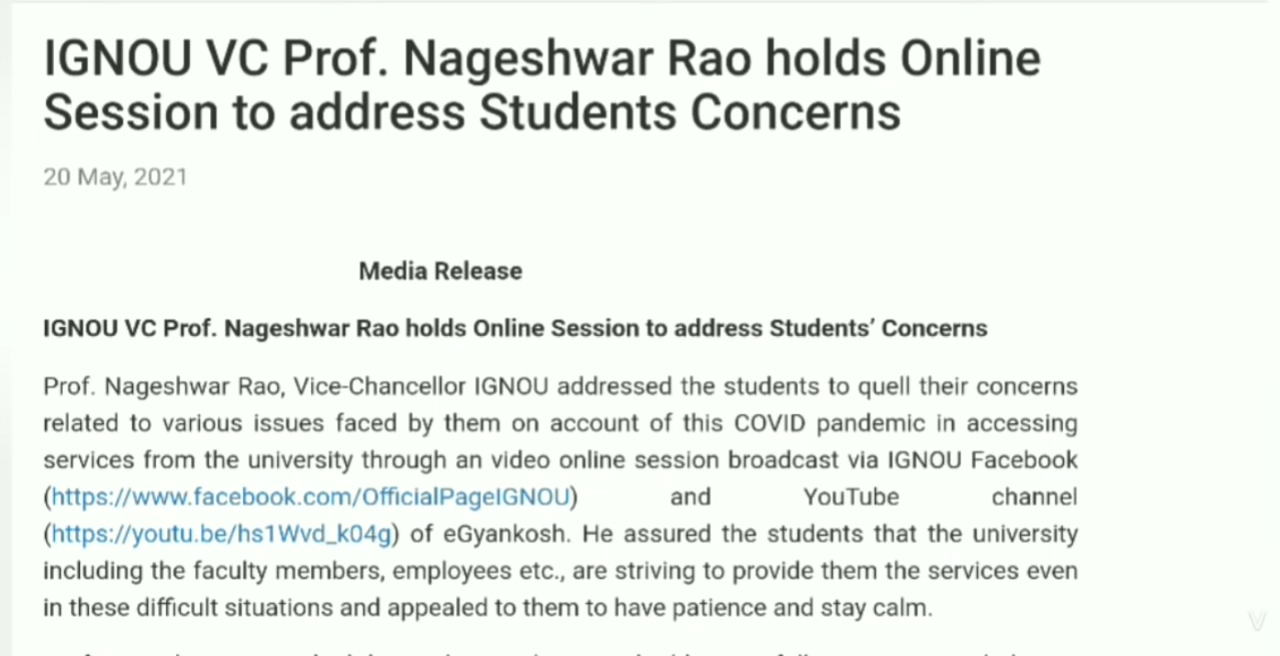 IGNOU VC Prof. Nageshwar Rao holds Online
Session to address Students Concerns
20 May, 2021
Media Release
IGNOU VC Prof. Nageshwar Rao holds Online Session to address Students’ Concerns
Prof. Nageshwar Rao, Vice-Chancellor IGNOU addressed the students to quell their concerns
related to various issues faced by them on account of this COVID pandemic in accessing
services from the university through an video online session broadcast via IGNOU Facebook
(https://www.facebook.com/OfficialPageIGNOU) and YouTube channel
(https://youtu.be/hs1Wvd_k04g) of eGyankosh. He assured the students that the university
including the faculty members, employees etc., are striving to provide them the services even
in these difficult situations and appealed to them to have patience and stay calm.
V